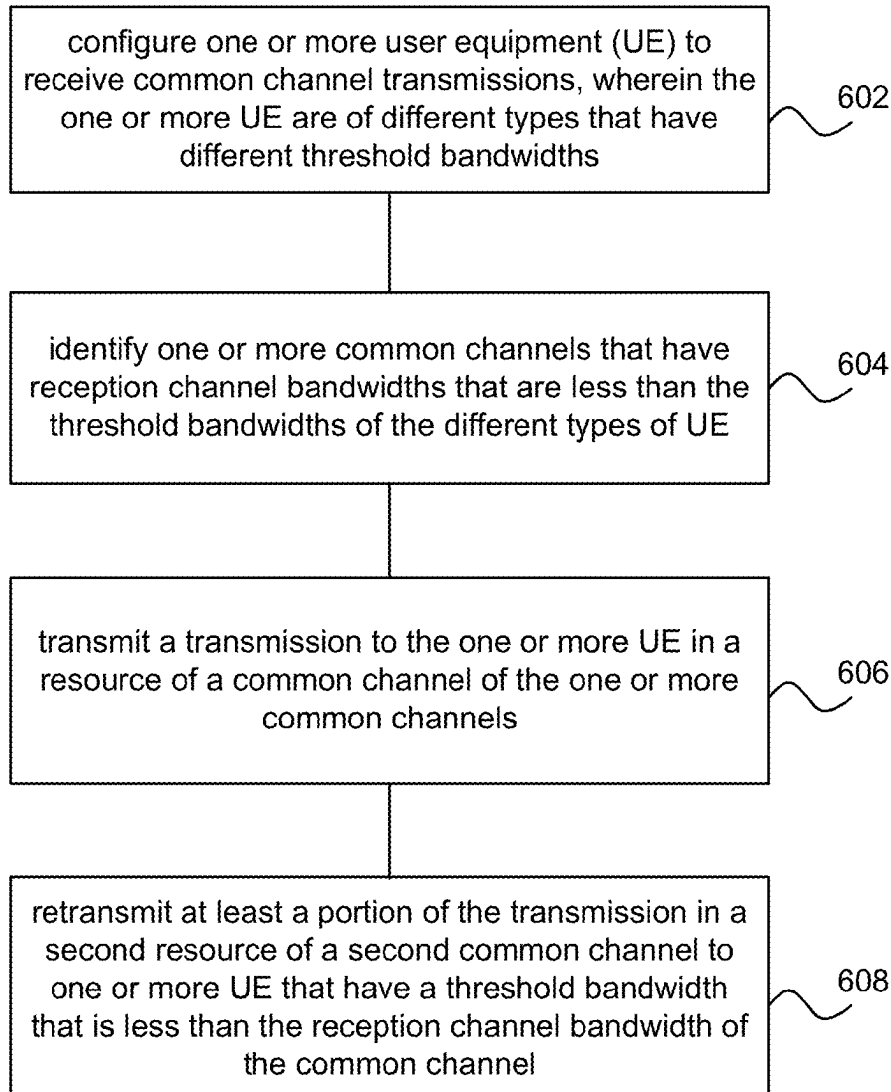 configure one or more user equipment (UE) to
receive common channel transmissions, wherein the
one or more UE are of different types that have
different threshold bandwidths
602
identify one or more common channels that have
reception channel bandwidths that are less than the
threshold bandwidths of the different types of UE
604
transmit a transmission to the one or more UE in a
resource of a common channel of the one or more
common channels
606
retransmit at least a portion of the transmission in a
second resource of a second common channel to
one or more UE that have a threshold bandwidth
that is less than the reception channel bandwidth of
the common channel
608